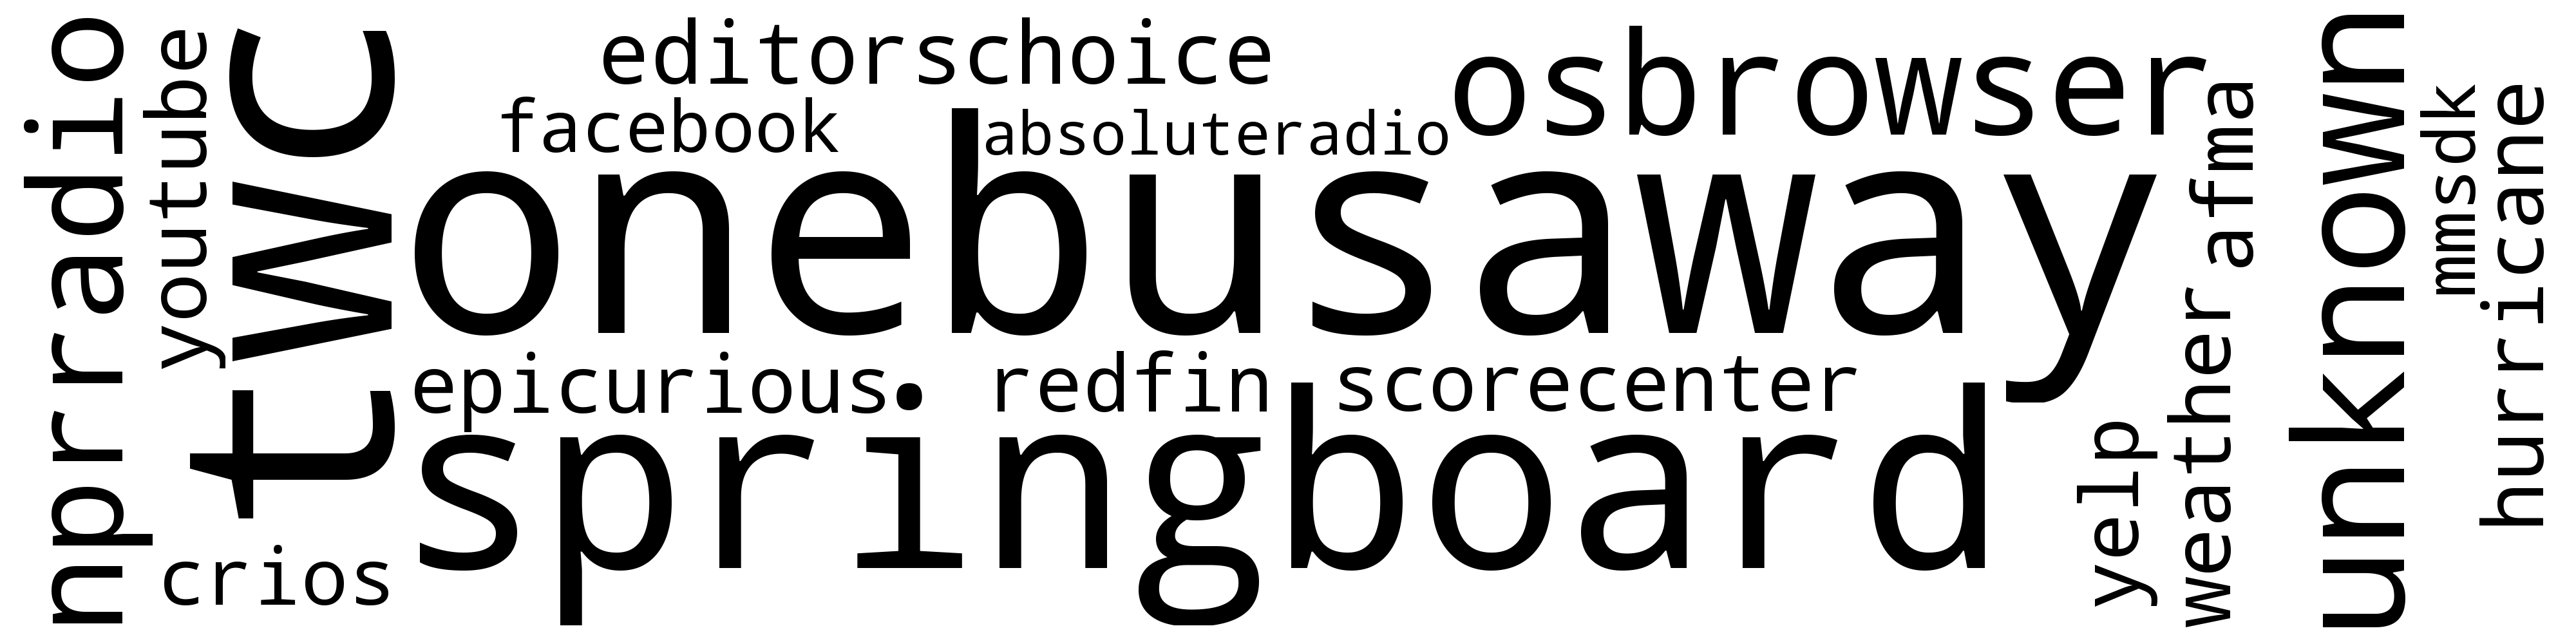 nprradio
youtube
twc
editorschoice
facebook
absoluteradio
osbrowser
onebusaway
epicurious
redfin
scorecenter
springboard
crios
yelp
weather
afma
unknown
mmsdk
hurricane